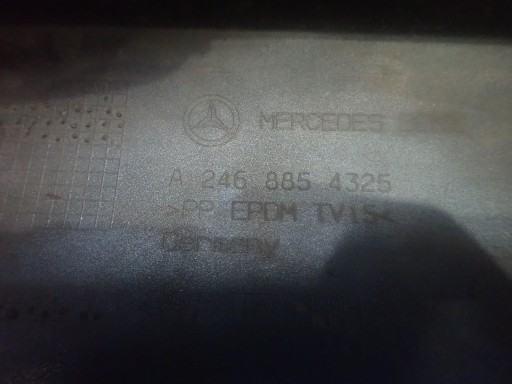 MERCEDES
A 246 885 4325
>PP EPDM TV15<
Germany